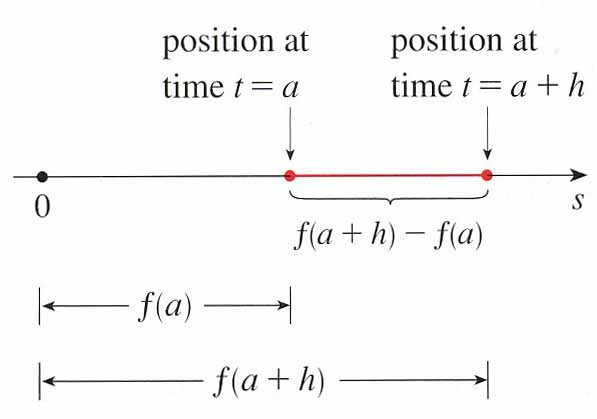 position at
time t = a
position at
time t = a + h
0
s
f(a + h) − f(a)
f(a)
f(a + h)